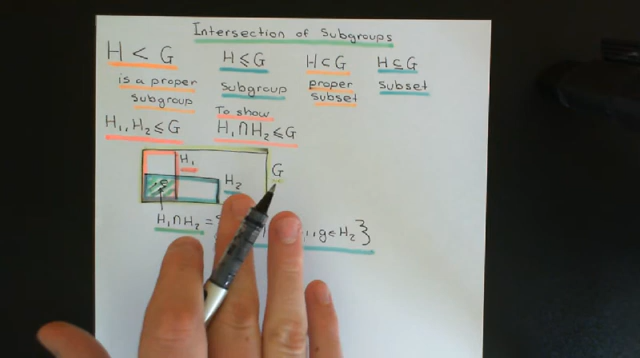 Intersection of Subgroups
H < G H ≤ G H ⊂ G H ⊆ G
is a proper subgroup subgroup proper subset subset
H₁, H₂ ≤ G To show H₁ ∩ H₂ ≤ G
H₁
G
H₂
e
H₁ ∩ H₂ = , g ∈ H₂}